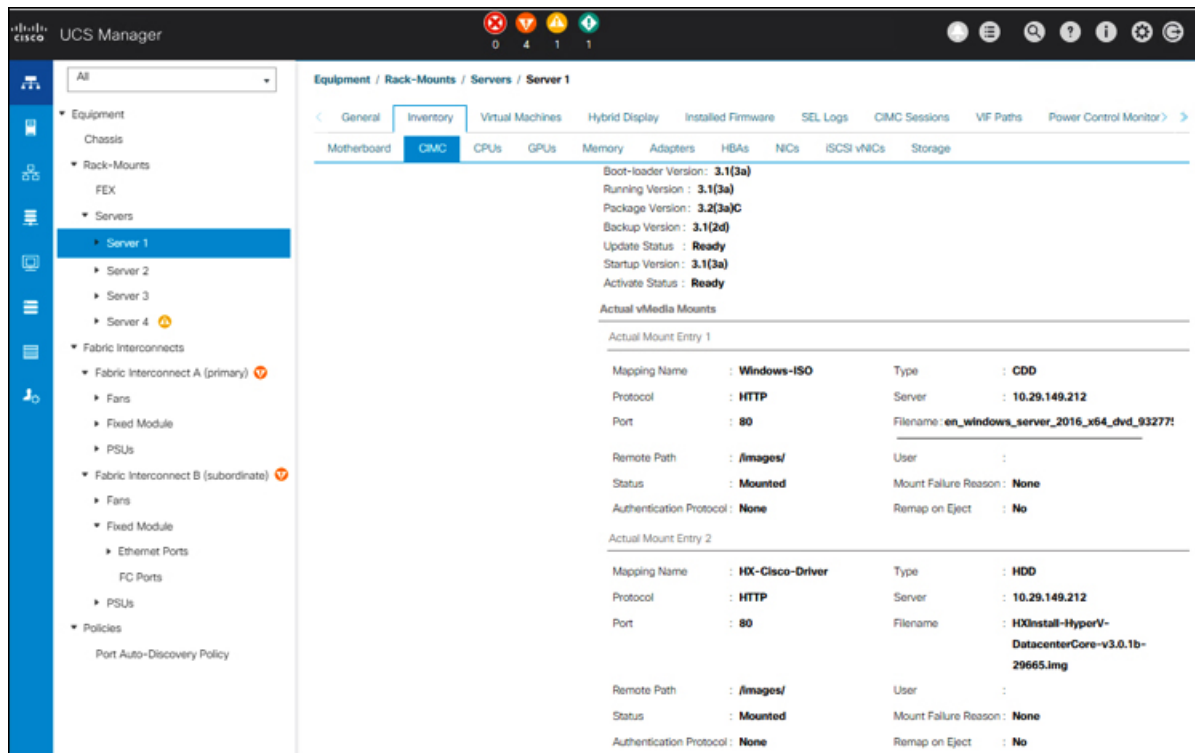 cisco UCS Manager
0 4 1 1
All
Equipment
Chassis
Rack-Mounts
FEX
Servers
Server 1
Server 2
Server 3
Server 4
Fabric Interconnects
Fabric Interconnect A (primary)
Fans
Fixed Module
PSUs
Fabric Interconnect B (subordinate)
Fans
Fixed Module
Ethernet Ports
FC Ports
PSUs
Policies
Port Auto-Discovery Policy
Equipment / Rack-Mounts / Servers / Server 1
General Inventory Virtual Machines Hybrid Display Installed Firmware SEL Logs CIMC Sessions VIF Paths Power Control Monitor
Motherboard CIMC CPUs GPUs Memory Adapters HBAs NICs iSCSI vNICs Storage
Boot-loader Version: 3.1(3a)
Running Version : 3.1(3a)
Package Version : 3.2(3a)C
Backup Version : 3.1(2d)
Update Status : Ready
Startup Version : 3.1(3a)
Activate Status : Ready
Actual vMedia Mounts
Actual Mount Entry 1
Mapping Name : Windows-ISO Type : CDD
Protocol : HTTP Server : 10.29.149.212
Port : 80 Filename : en_windows_server_2016_x64_dvd_932775
Remote Path : /images/ User :
Status : Mounted Mount Failure Reason : None
Authentication Protocol : None Remap on Eject : No
Actual Mount Entry 2
Mapping Name : HX-Cisco-Driver Type : HDD
Protocol : HTTP Server : 10.29.149.212
Port : 80 Filename : HXInstall-HyperV-
DatacenterCore-v3.0.1b-
29665.img
Remote Path : /images/ User :
Status : Mounted Mount Failure Reason : None
Authentication Protocol : None Remap on Eject : No